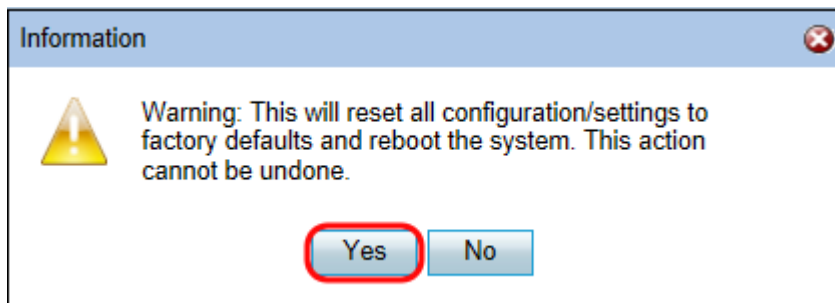 Information
Warning: This will reset all configuration/settings to
factory defaults and reboot the system. This action
cannot be undone.
Yes No